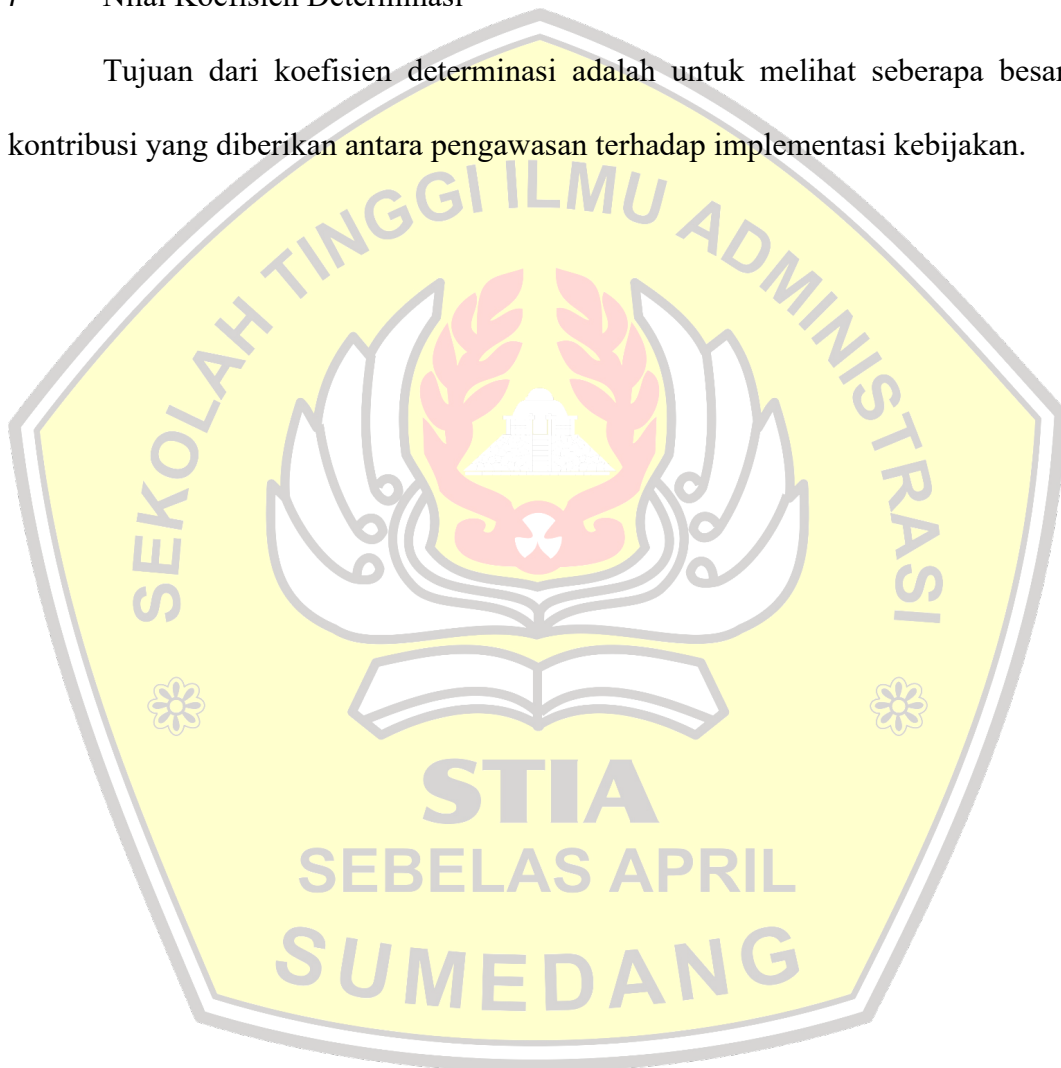 Nilai Koefisien Determinasi
Tujuan dari koefisien determinasi adalah untuk melihat seberapa besar
kontribusi yang diberikan antara pengawasan terhadap implementasi kebijakan.
SEKOLAH TINGGI ILMU ADMINISTRASI
STIA
SEBELAS APRIL
SUMEDANG